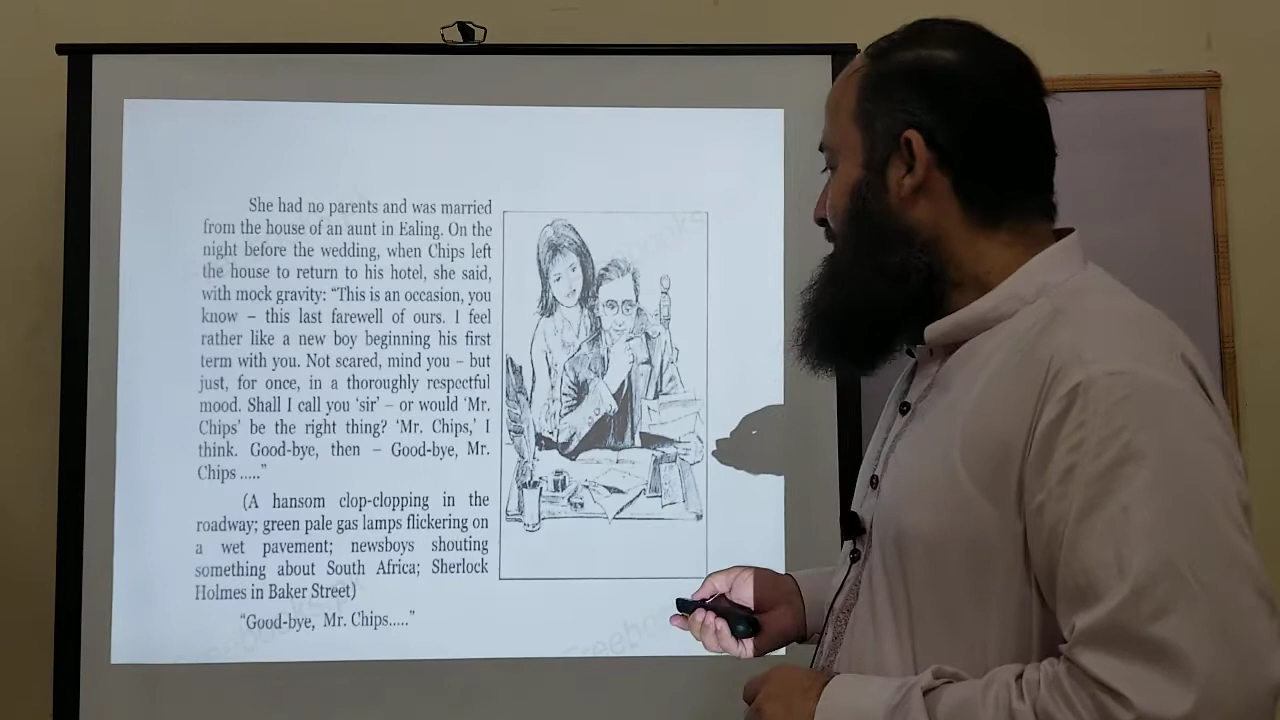 She had no parents and was married
from the house of an aunt in Ealing. On the
night before the wedding, when Chips left
the house to return to his hotel, she said,
with mock gravity: “This is an occasion, you
know – this last farewell of ours. I feel
rather like a new boy beginning his first
term with you. Not scared, mind you – but
just, for once, in a thoroughly respectful
mood. Shall I call you ‘sir’ – or would ‘Mr.
Chips’ be the right thing? ‘Mr. Chips,’ I
think. Good-bye, then – Good-bye, Mr.
Chips .....”
(A hansom clop-clopping in the
roadway; green pale gas lamps flickering on
a wet pavement; newsboys shouting
something about South Africa; Sherlock
Holmes in Baker Street)
“Good-bye, Mr. Chips.....”